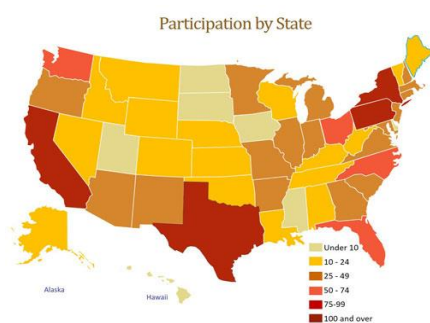 Participation by State
Under 10
10 - 24
25 - 49
50 - 74
75-99
100 and over
Alaska
Hawaii